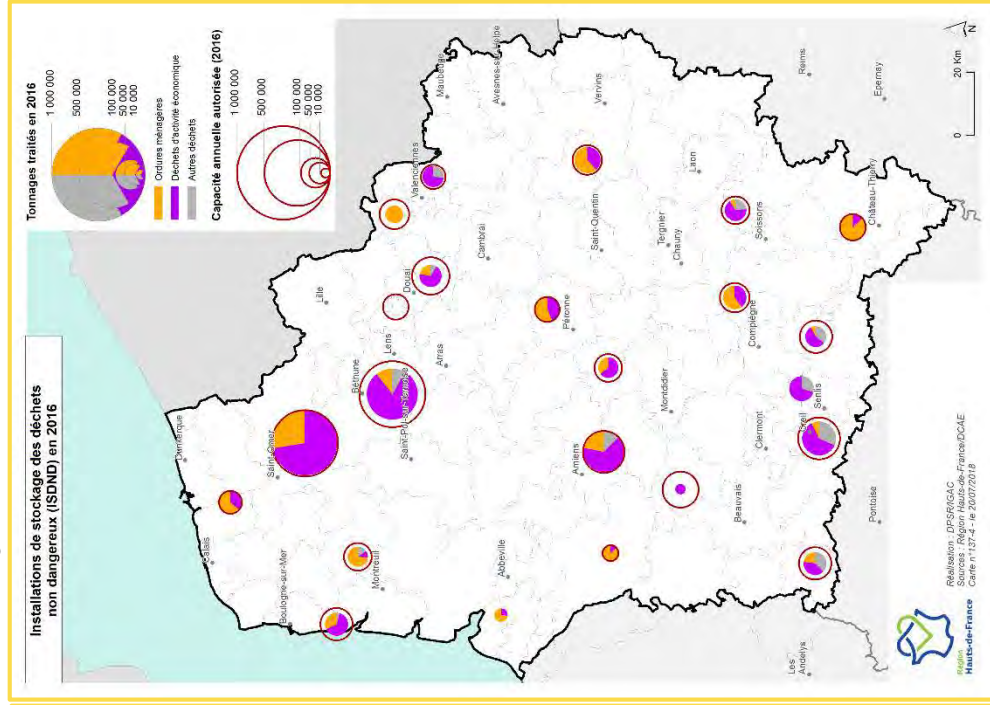 Installations de stockage des déchets
non dangereux (ISDND) en 2016
Tonnages traités en 2016
1 000 000
500 000
100 000
50 000
10 000
Ordures ménagères
Déchets d'activité économique
Autres déchets
Capacité annuelle autorisée (2016)
1 000 000
500 000
100 000
50 000
10 000
Dunkerque
Calais
Saint-Omer
Boulogne-sur-Mer
Lille
Béthune
Lens
Montreuil
Saint-Pol-sur-Ternoise
Arras
Douai
Valenciennes
Maubeuge
Cambrai
Avesnes-sur-Helpe
Abbeville
Amiens
Péronne
Saint-Quentin
Vervins
Montdidier
Tergnier
Chauny
Laon
Beauvais
Clermont
Compiègne
Soissons
Creil
Senlis
Château-Thierry
Reims
Epernay
Pontoise
Les
Andelys
0
20 Km
N
Région
Hauts-de-France
Réalisation : DPSR/IGAC
Sources : Région Hauts-de-France/DCAE
Carte n°137-4 - le 20/07/2018